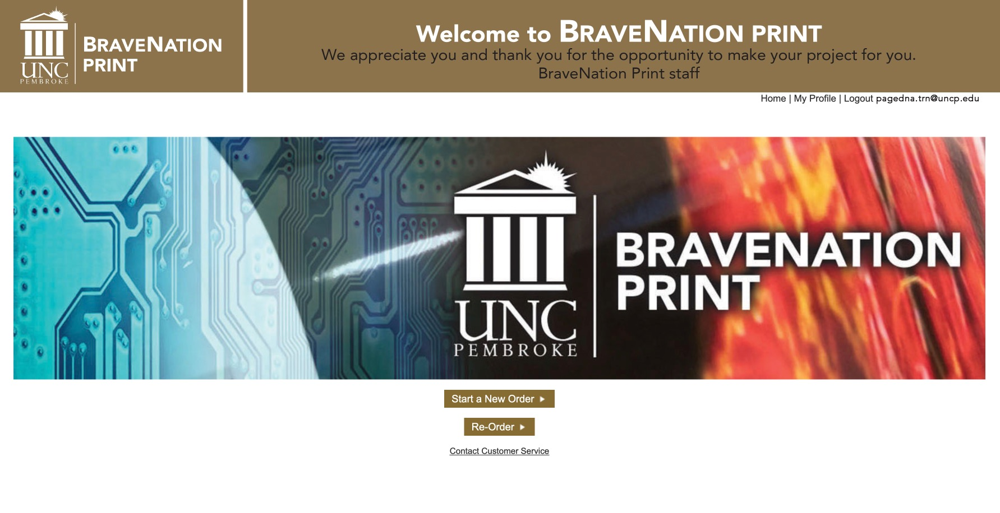 UNC
PEMBROKE
BRAVENATION
PRINT
Welcome to BRAVENATION PRINT
We appreciate you and thank you for the opportunity to make your project for you.
BraveNation Print staff
Home | My Profile | Logout pagedna.trn@uncp.edu
UNC
PEMBROKE
BRAVENATION
PRINT
Start a New Order
Re-Order
Contact Customer Service